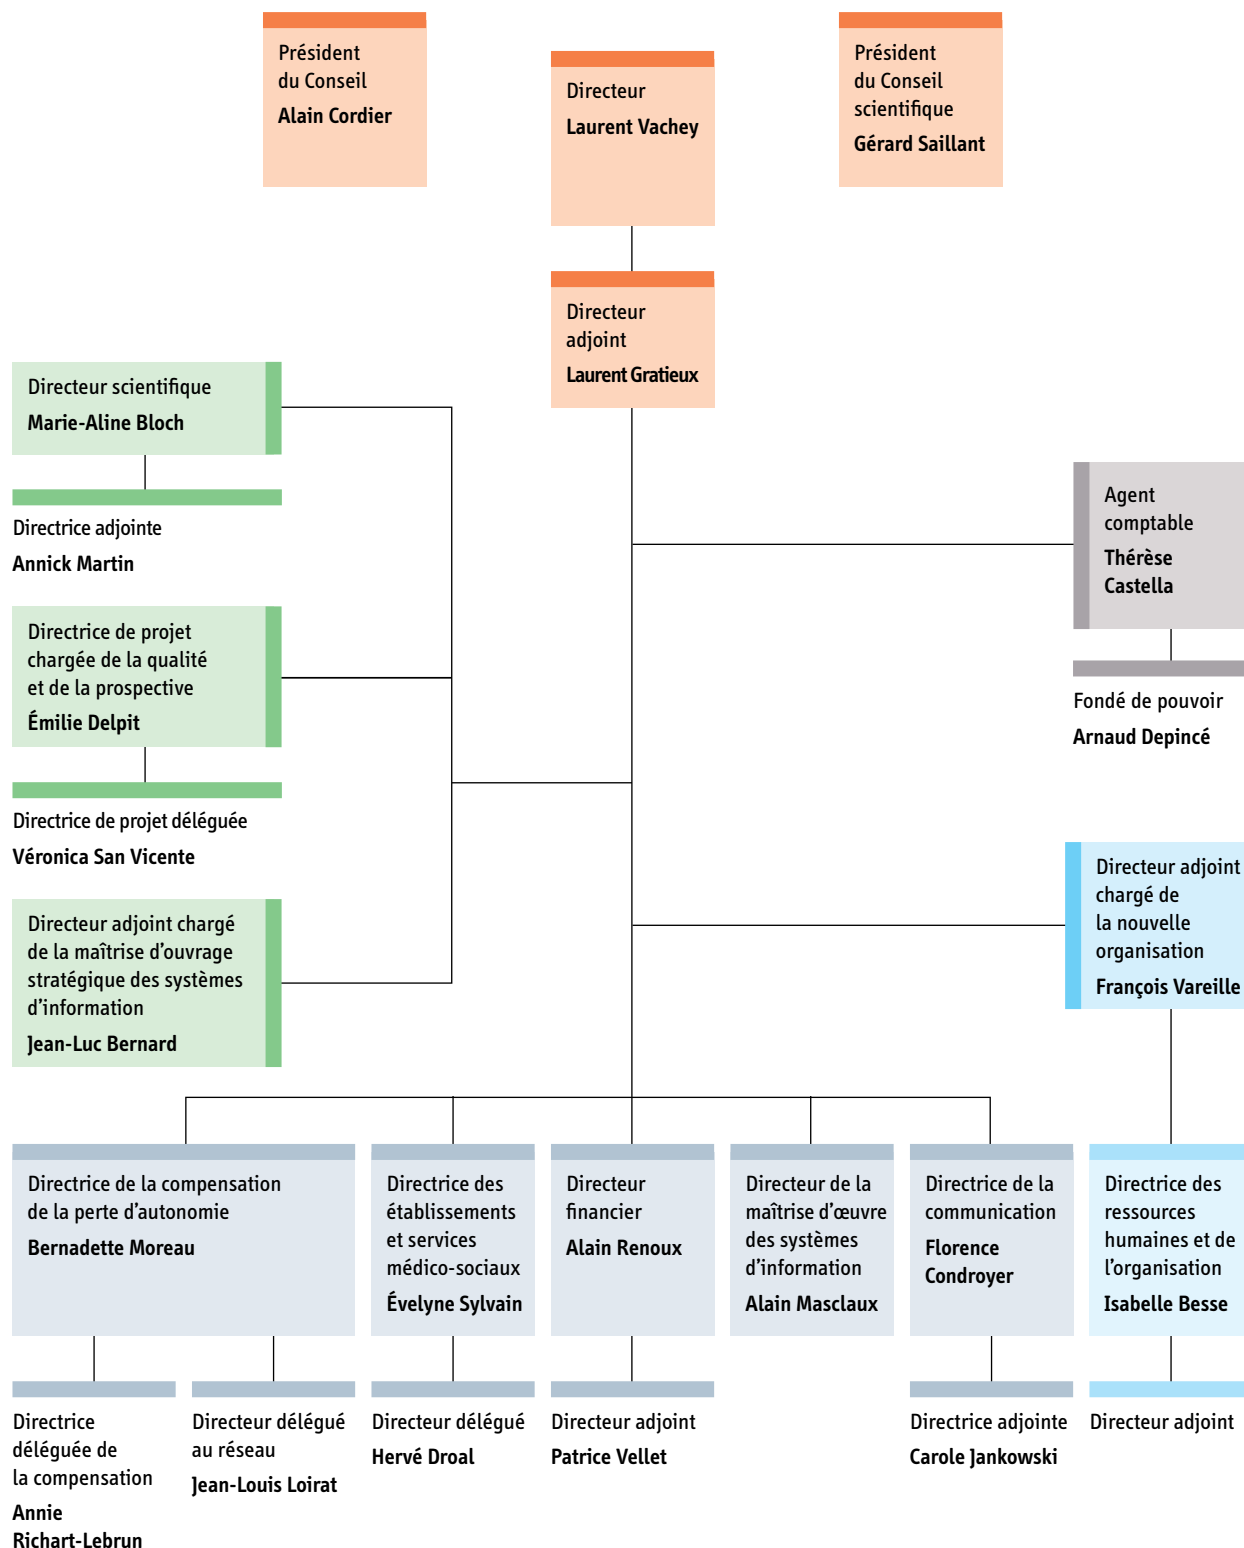 Président
du Conseil
Alain Cordier
Directeur
Laurent Vachey
Président
du Conseil
scientifique
Gérard Saillant
Directeur
adjoint
Laurent Gratieux
Directeur scientifique
Marie-Aline Bloch
Directrice adjointe
Annick Martin
Agent
comptable
Thérèse
Castella
Fondé de pouvoir
Arnaud Depincé
Directrice de projet
chargée de la qualité
et de la prospective
Émilie Delpit
Directrice de projet déléguée
Véronica San Vicente
Directeur adjoint
chargé de
la nouvelle
organisation
François Vareille
Directeur adjoint chargé
de la maîtrise d'ouvrage
stratégique des systèmes
d'information
Jean-Luc Bernard
Directrice de la compensation
de la perte d'autonomie
Bernadette Moreau
Directrice des
établissements
et services
médico-sociaux
Évelyne Sylvain
Directeur
financier
Alain Renoux
Directeur de la
maîtrise d'œuvre
des systèmes
d'information
Alain Masclaux
Directrice de la
communication
Florence
Condroyer
Directrice des
ressources
humaines et de
l'organisation
Isabelle Besse
Directrice
déléguée de
la compensation
Annie
Richart-Lebrun
Directeur délégué
au réseau
Jean-Louis Loirat
Directeur délégué
Hervé Droal
Directeur adjoint
Patrice Vellet
Directrice adjointe
Carole Jankowski
Directeur adjoint